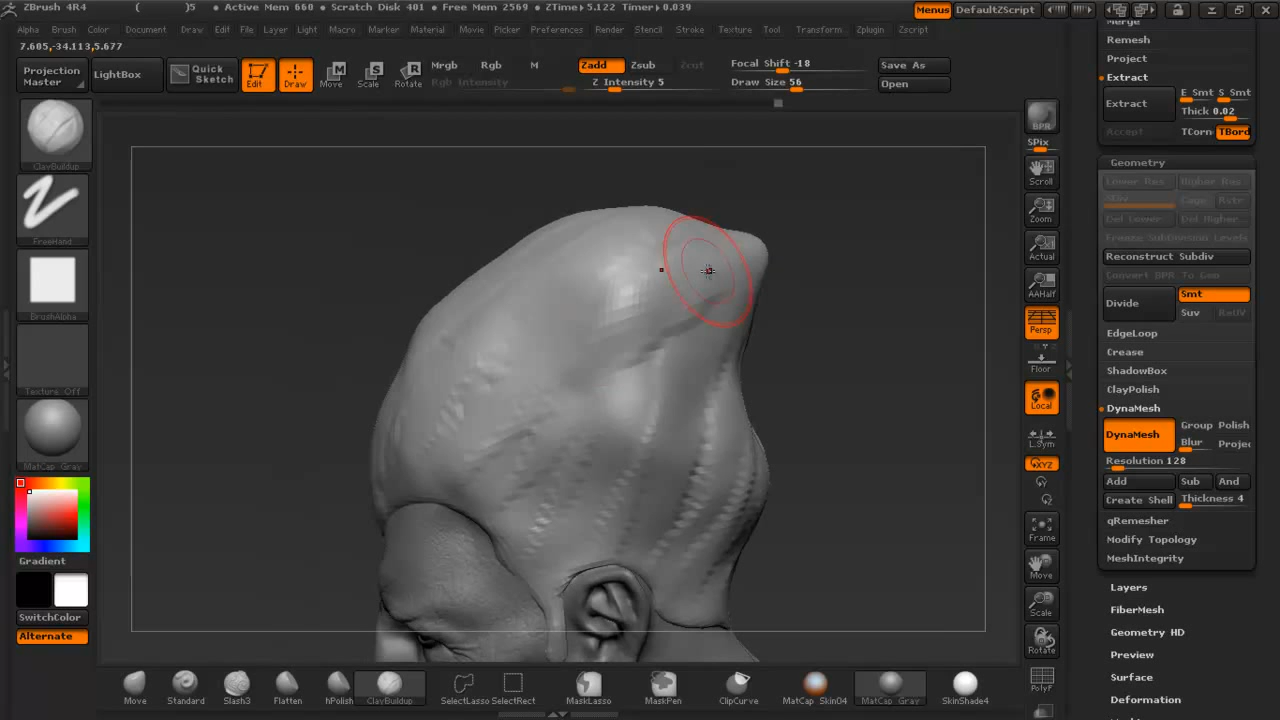 ZBrush 4R4 ( )5 • Active Mem 660 • Scratch Disk 401 • Free Mem 2569 • ZTime▸5.122 Timer▸0.039
Menus DefaultZScript
Alpha Brush Color Document Draw Edit File Layer Light Macro Marker Material Movie Picker Preferences Render Stencil Stroke Texture Tool Transform Zplugin Zscript
7.605,-34.113,5.677
Projection Master
LightBox
Quick Sketch
Edit
Draw
Move
Scale
Rotate
Mrgb Rgb M
Rgb Intensity
Zadd Zsub Zcut
Z Intensity 5
Focal Shift -18
Draw Size 56
Save As
Open
ClayBuildup
FreeHand
BrushAlpha
Texture Off
MatCap Gray
Gradient
SwitchColor
Alternate
BPR
SPix
Scroll
Zoom
Actual
AAHalf
Persp
Floor
Local
L.Sym
XYZ
Frame
Move
Scale
Rotate
PolyF
Merge
Remesh
Project
Extract
Extract
E Smt S Smt
Thick 0.02
Accept
TCorn TBord
Geometry
Lower Res Higher Res
SDiv Cage Rstr
Del Lower Del Higher
Freeze SubDivision Levels
Reconstruct Subdiv
Convert BPR To Geo
Divide
Smt
Suv ReUV
EdgeLoop
Crease
ShadowBox
ClayPolish
DynaMesh
DynaMesh
Group Polish
Blur Projec
Resolution 128
Add Sub And
Create Shell Thickness 4
qRemesher
Modify Topology
MeshIntegrity
Layers
FiberMesh
Geometry HD
Preview
Surface
Deformation
Move Standard Slash3 Flatten hPolish ClayBuildup SelectLasso SelectRect MaskLasso MaskPen ClipCurve MatCap Skin04 MatCap Gray SkinShade4